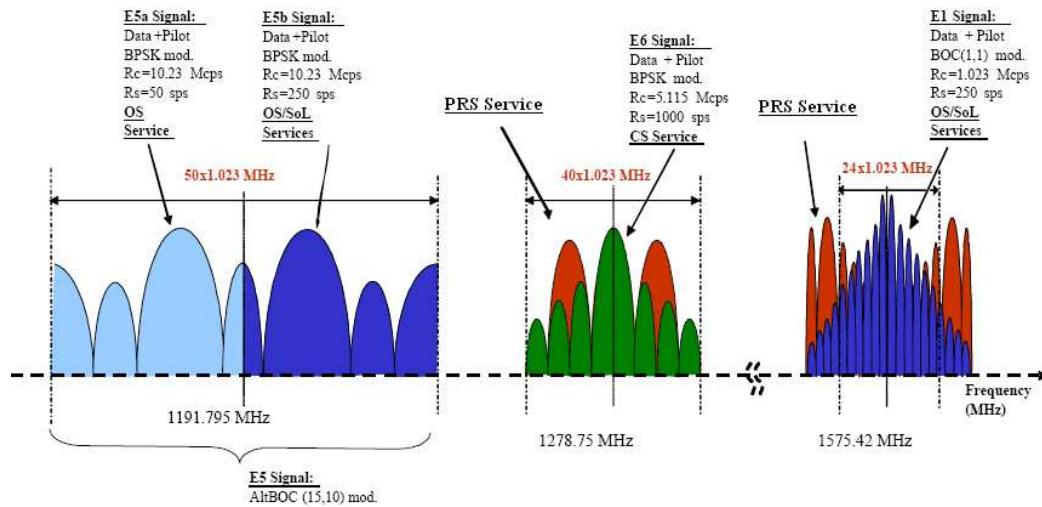 E5a Signal:
Data+Pilot
BPSK mod.
Rc=10.23 Mcps
Rs=50 sps
OS
Service
E5b Signal:
Data+Pilot
BPSK mod.
Rc=10.23 Mcps
Rs=250 sps
OS/SoL
Services
50x1.023 MHz
1191.795 MHz
E5 Signal:
AltBOC (15,10) mod.
PRS Service
E6 Signal:
Data + Pilot
BPSK mod.
Rc=5.115 Mcps
Rs=1000 sps
CS Service
40x1.023 MHz
1278.75 MHz
PRS Service
E1 Signal:
Data + Pilot
BOC(1,1) mod.
Rc=1.023 Mcps
Rs=250 sps
OS/SoL
Services
24x1.023 MHz
1575.42 MHz
Frequency
(MHz)